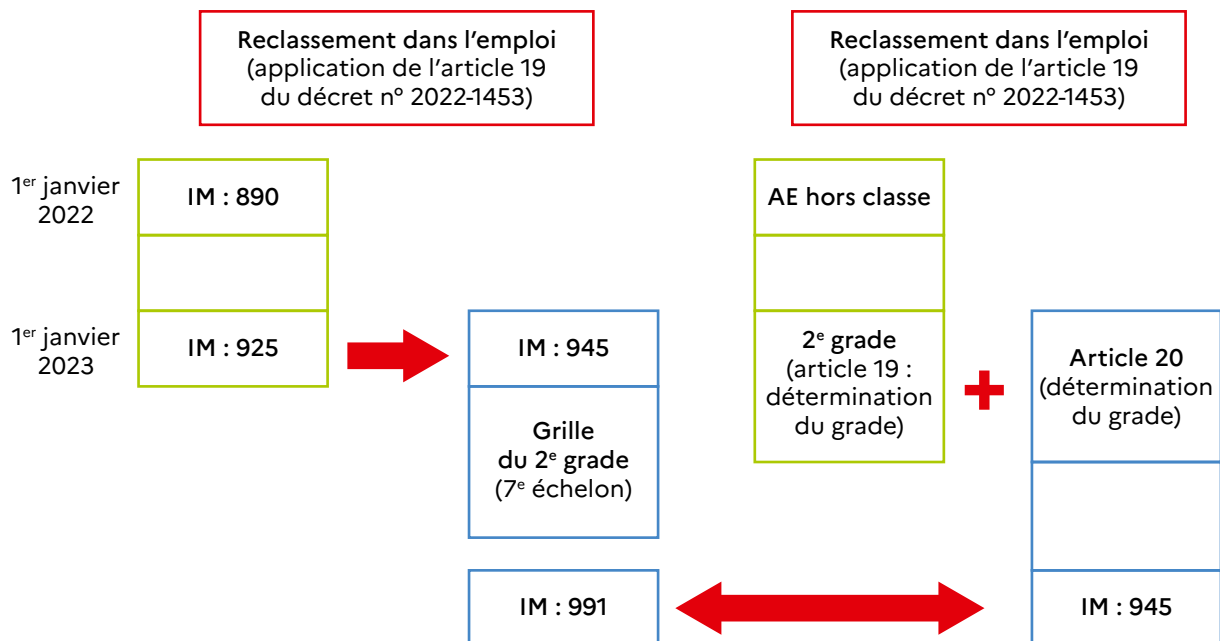 Reclassement dans l’emploi
(application de l’article 19
du décret nº 2022-1453)
Reclassement dans l’emploi
(application de l’article 19
du décret nº 2022-1453)
1er janvier
2022
IM : 890
AE hors classe
1er janvier
2023
IM : 925
IM : 945
Grille
du 2e grade
(7e échelon)
2e grade
(article 19 :
détermination
du grade)
+
Article 20
(détermination
du grade)
IM : 991
IM : 945